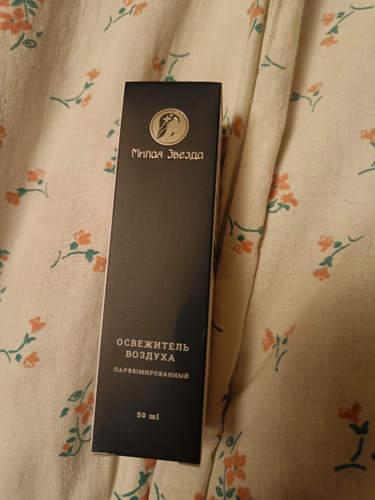 Милая Звезда
ОСВЕЖИТЕЛЬ
ВОЗДУХА
ПАРФЮМИРОВАННЫЙ
50 ml